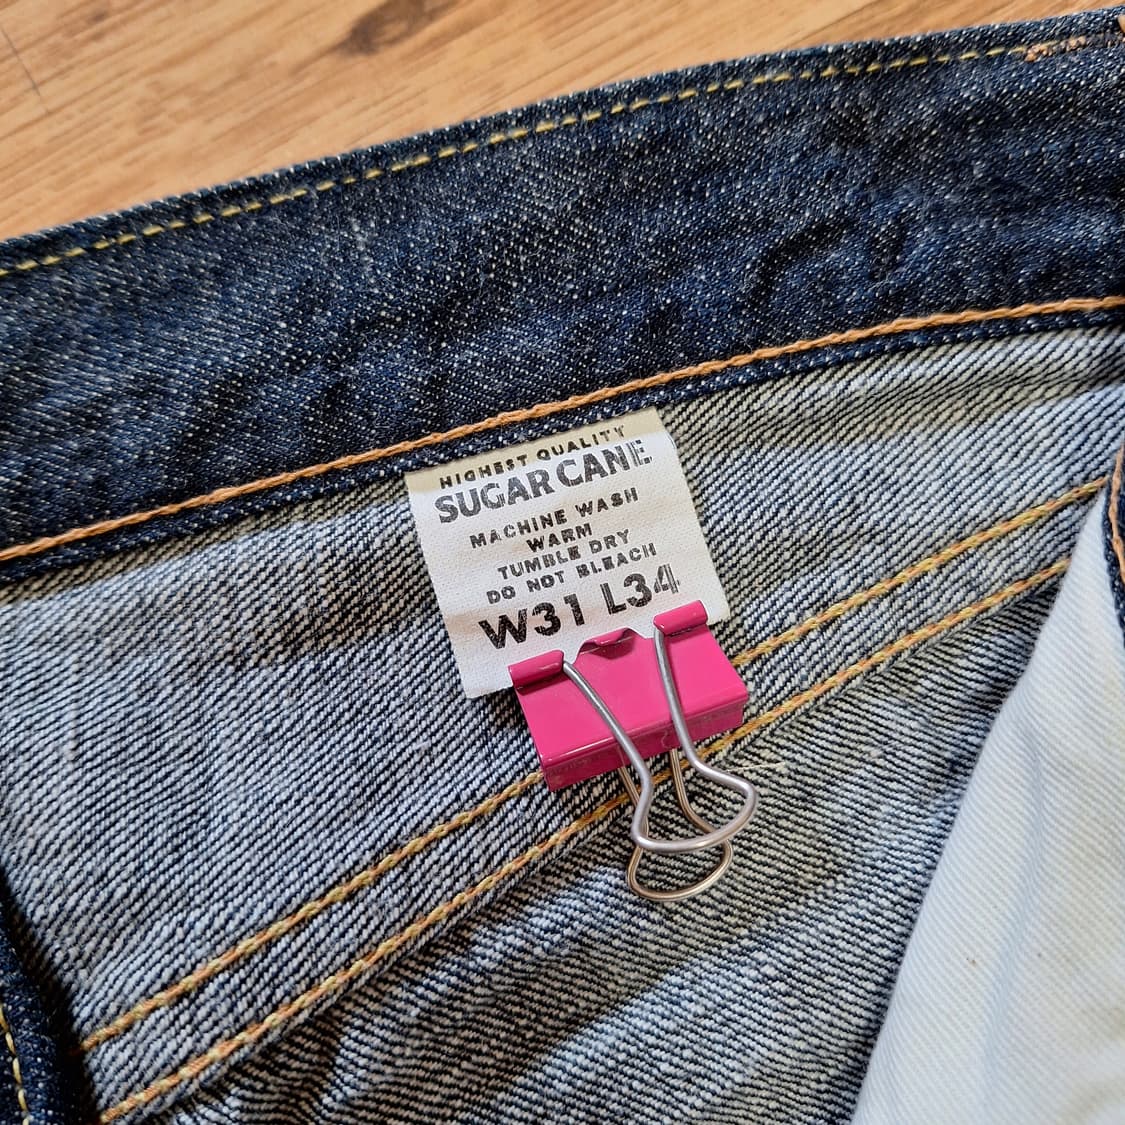 HIGHEST QUALITY
SUGAR CANE
MACHINE WASH
WARM
TUMBLE DRY
DO NOT BLEACH
W31 L34